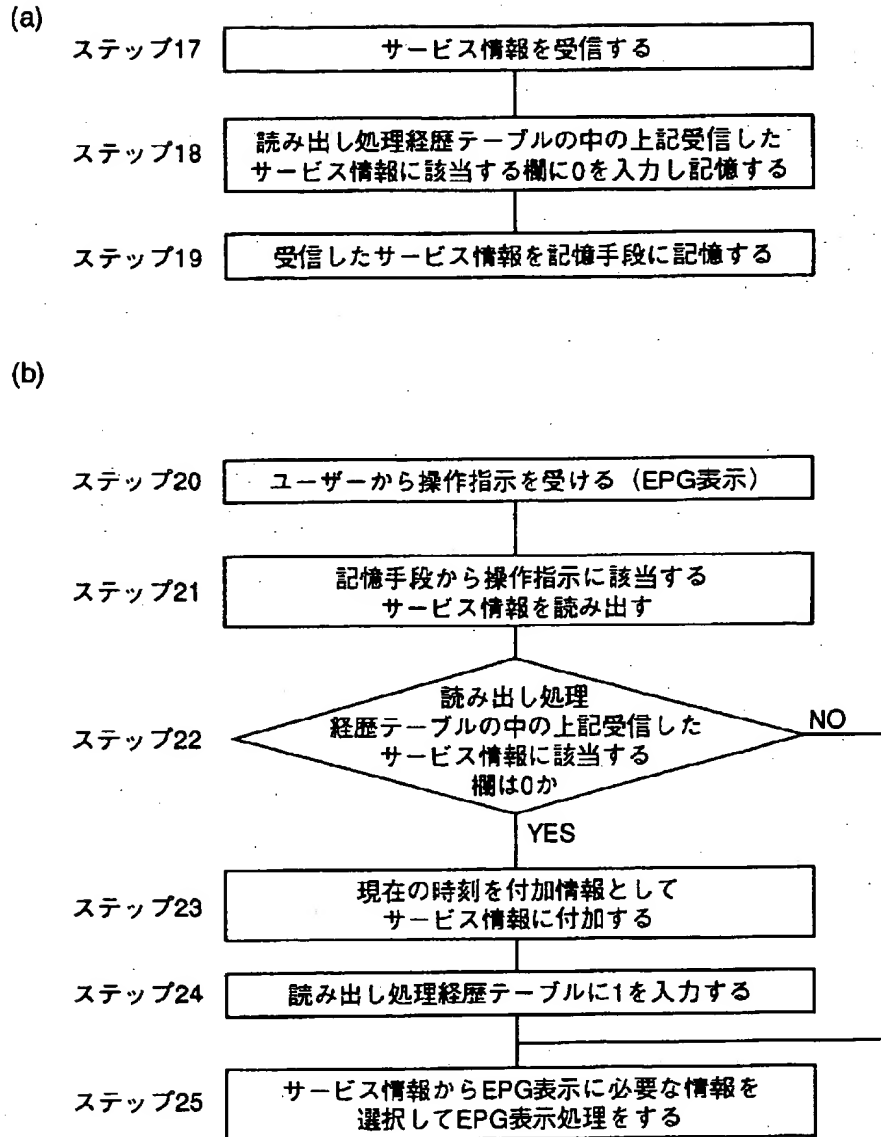 (a)
ステップ17
サービス情報を受信する
ステップ18
読み出し処理経歴テーブルの中の上記受信した
サービス情報に該当する欄に0を入力し記憶する
ステップ19
受信したサービス情報を記憶手段に記憶する
(b)
ステップ20
ユーザーから操作指示を受ける（EPG表示）
ステップ21
記憶手段から操作指示に該当する
サービス情報を読み出す
ステップ22
読み出し処理
経歴テーブルの中の上記受信した
サービス情報に該当する
欄は0か
NO
YES
ステップ23
現在の時刻を付加情報として
サービス情報に付加する
ステップ24
読み出し処理経歴テーブルに1を入力する
ステップ25
サービス情報からEPG表示に必要な情報を
選択してEPG表示処理をする